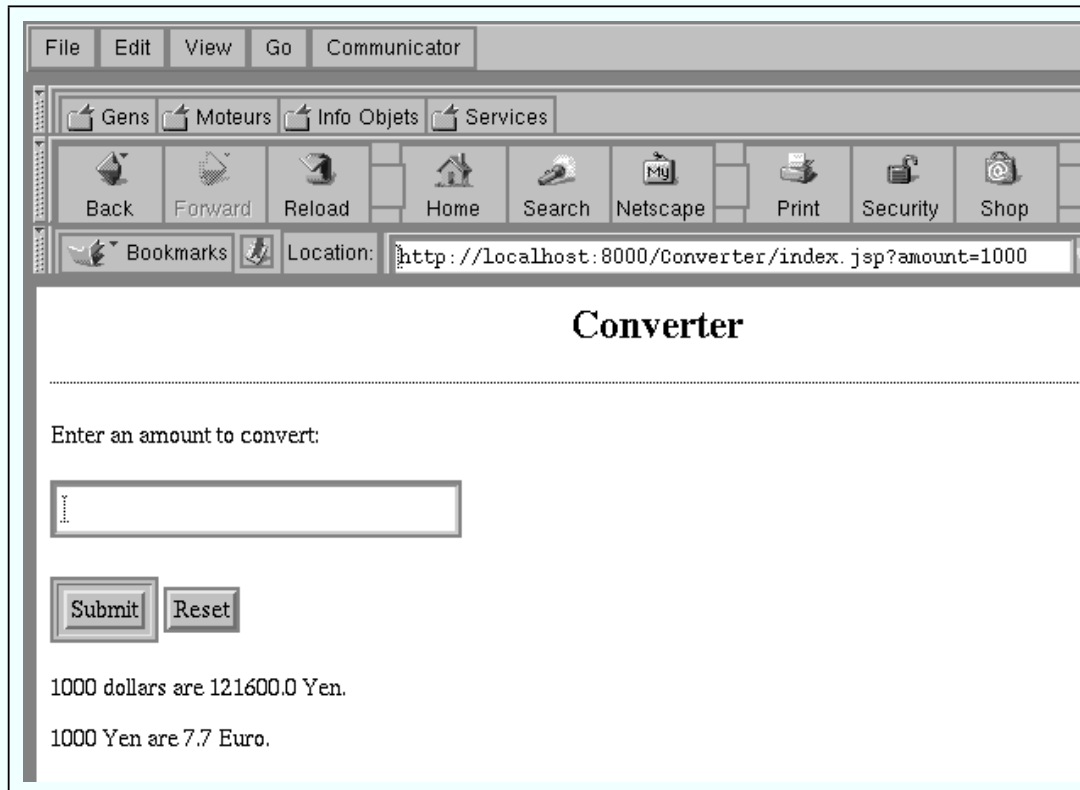 File Edit View Go Communicator
Gens Moteurs Info Objets Services
Back Forward Reload Home Search My Netscape Print Security Shop
Bookmarks Location: http://localhost:8000/Converter/index.jsp?amount=1000
Converter
Enter an amount to convert:
Submit Reset
1000 dollars are 121600.0 Yen.
1000 Yen are 7.7 Euro.